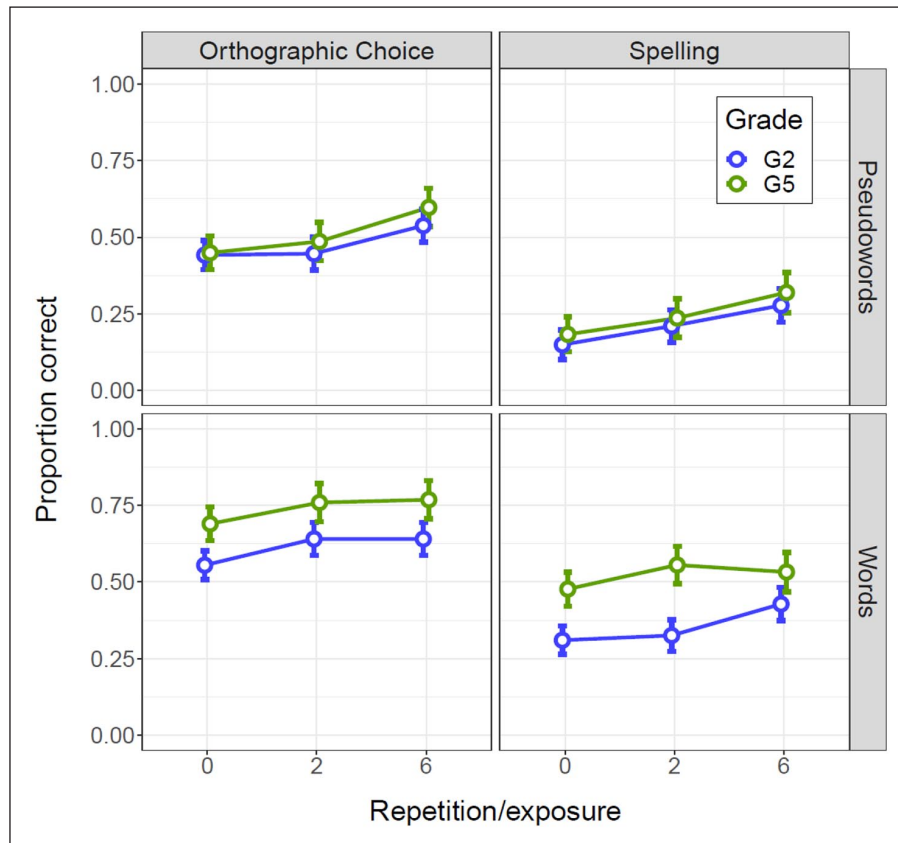 Orthographic Choice
Spelling
1.00
0.75
0.50
0.25
0.00
Grade
G2
G5
Pseudowords
1.00
0.75
0.50
0.25
0.00
Words
Proportion correct
0 2 6
0 2 6
Repetition/exposure